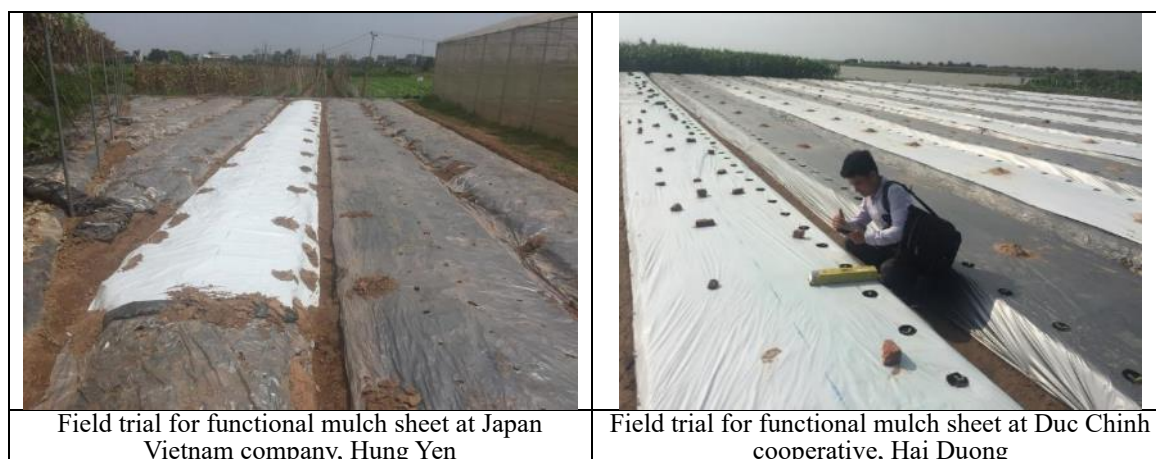 Field trial for functional mulch sheet at Japan
Vietnam company, Hung Yen
Field trial for functional mulch sheet at Duc Chinh
cooperative, Hai Duong